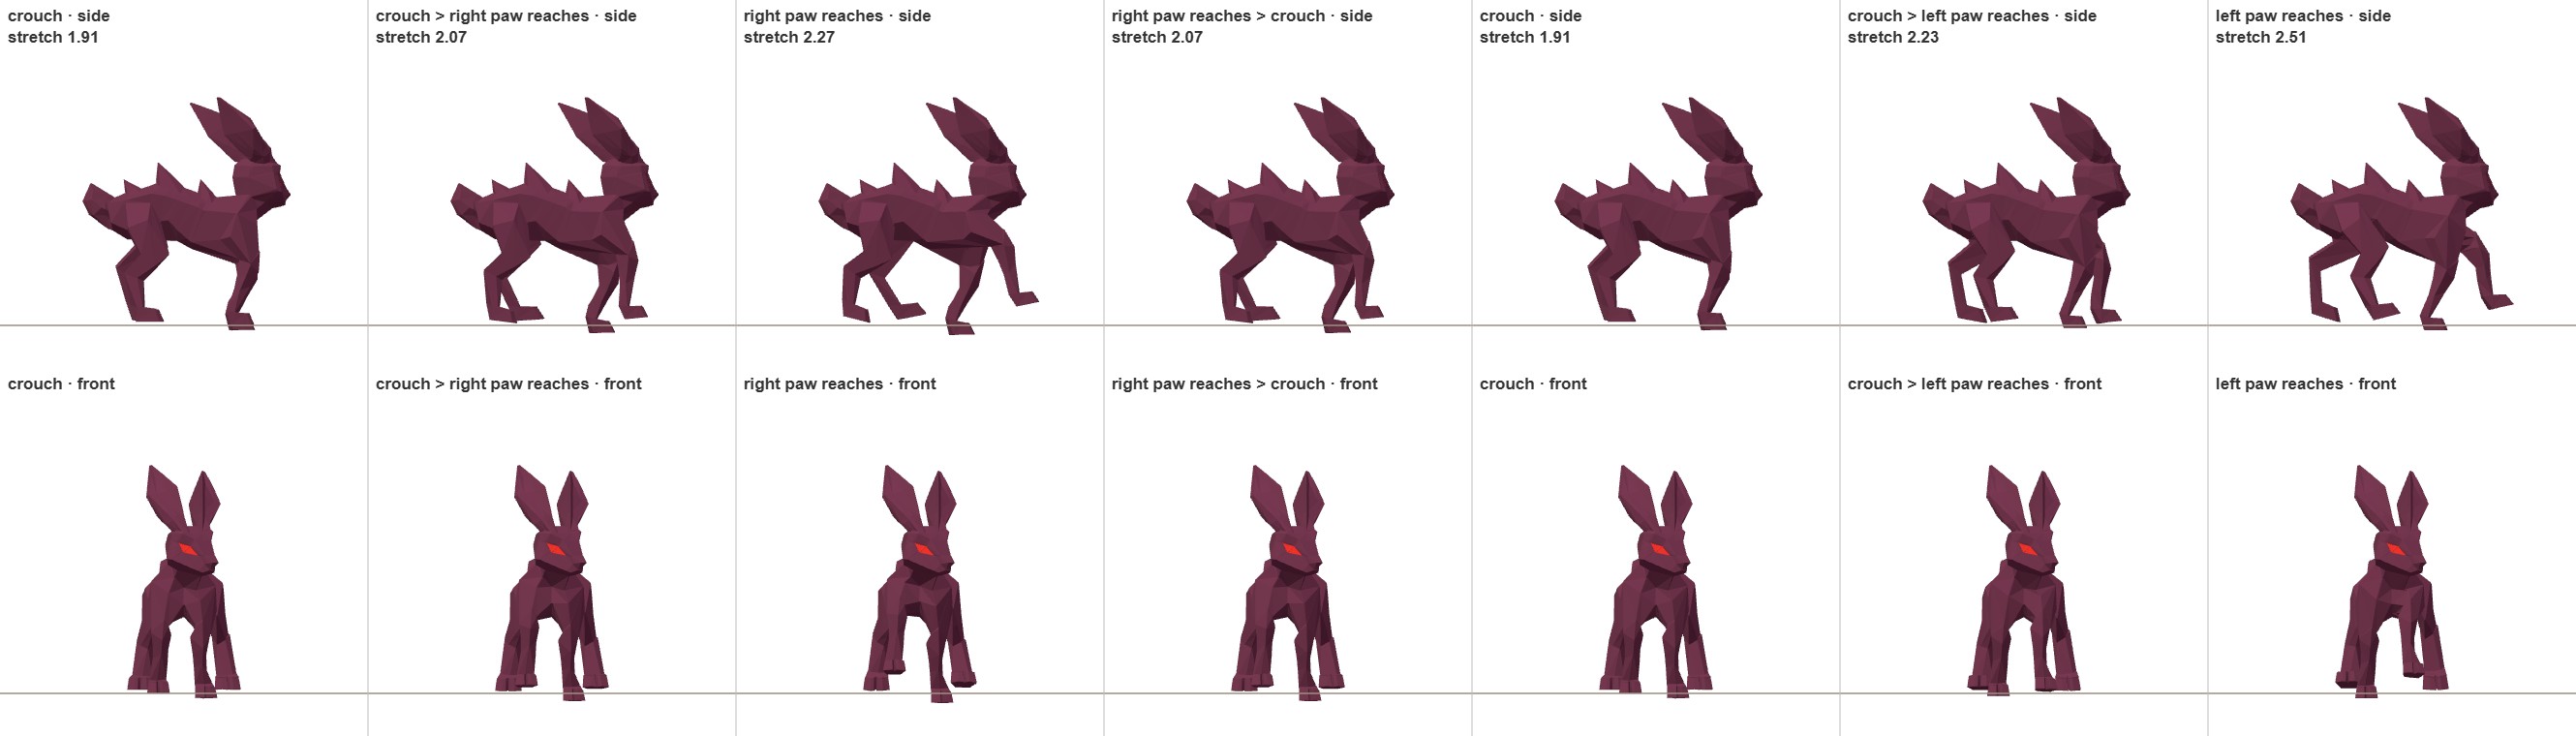 crouch · side
stretch 1.91
crouch > right paw reaches · side
stretch 2.07
right paw reaches · side
stretch 2.27
right paw reaches > crouch · side
stretch 2.07
crouch · side
stretch 1.91
crouch > left paw reaches · side
stretch 2.23
left paw reaches · side
stretch 2.51
crouch · front
crouch > right paw reaches · front
right paw reaches · front
right paw reaches > crouch · front
crouch · front
crouch > left paw reaches · front
left paw reaches · front